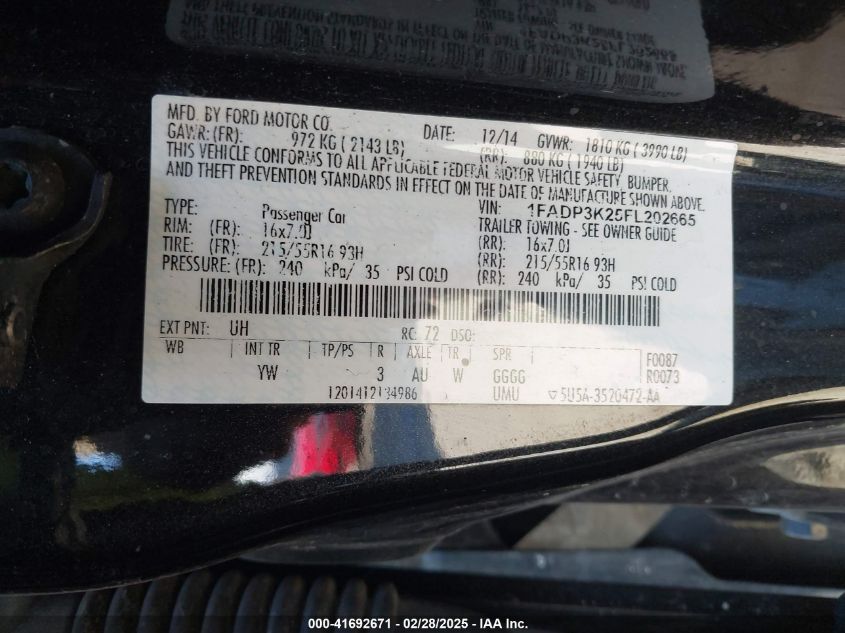 MFD. BY FORD MOTOR CO.
DATE: 12/14 GVWR: 1810 KG ( 3990 LB)
GAWR:(FR): 972 KG ( 2143 LB) (RR): 880 KG ( 1940 LB)
THIS VEHICLE CONFORMS TO ALL APPLICABLE FEDERAL MOTOR VEHICLE SAFETY, BUMPER,
AND THEFT PREVENTION STANDARDS IN EFFECT ON THE DATE OF MANUFACTURE SHOWN ABOVE.
VIN: 1FADP3K25FL202665
TYPE: Passenger Car TRAILER TOWING - SEE OWNER GUIDE
RIM: (FR): 16x7.0J (RR): 16x7.0J
TIRE: (FR): 215/55R16 93H (RR): 215/55R16 93H
PRESSURE: (FR): 240 kPa/ 35 PSI COLD (RR): 240 kPa/ 35 PSI COLD
EXT PNT: UH RC: 72 DSO:
WB INT TR TP/PS R AXLE TR SPR F0087
YW 3 AU W GGGG R0073
1201412134986 UMU 5U5A-3520472-AA
000-41692671 - 02/28/2025 - IAA Inc.